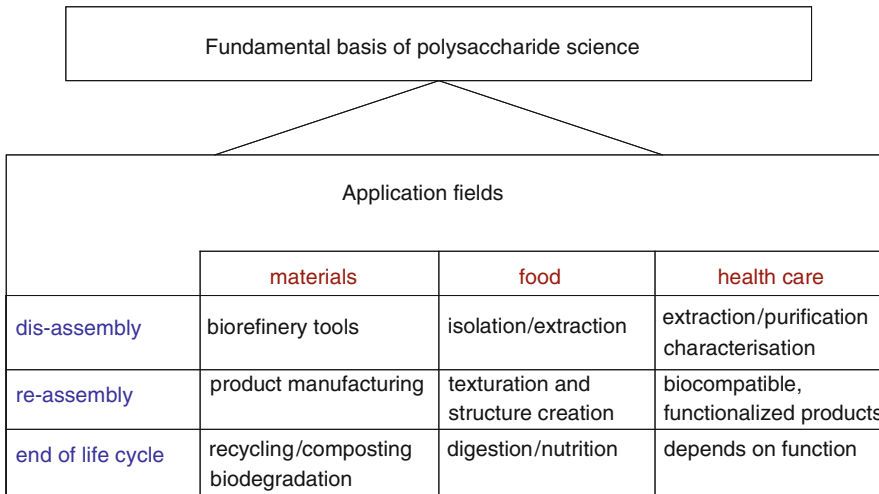 Fundamental basis of polysaccharide science
Application fields
materials food health care
dis-assembly biorefinery tools isolation/extraction extraction/purification
characterisation
re-assembly product manufacturing texturation and biocompatible,
structure creation functionalized products
end of life cycle recycling/composting digestion/nutrition depends on function
biodegradation